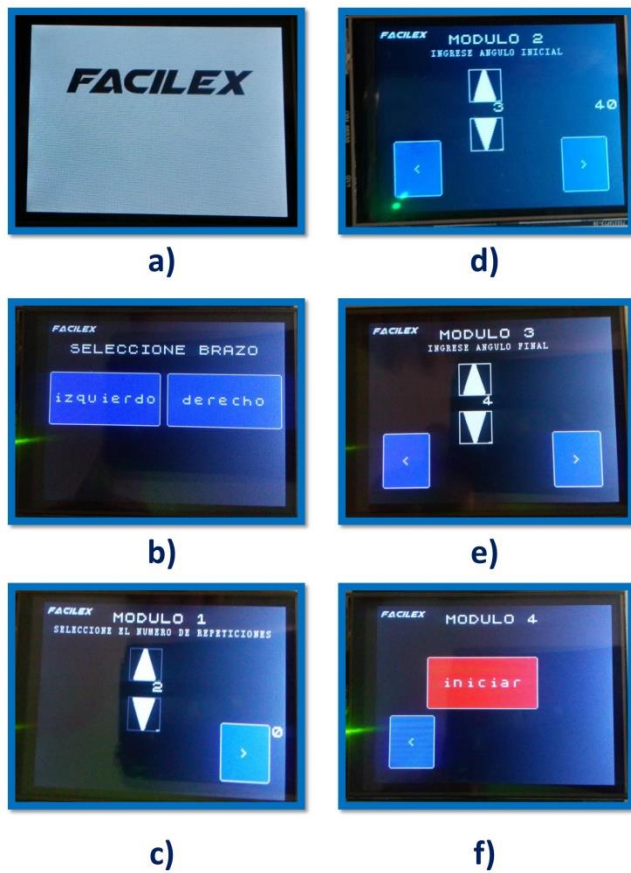 FACILEX
a)
FACILEX
SELECCIONE BRAZO
izquierdo derecho
b)
FACILEX
MODULO 1
SELECCIONE EL NUMERO DE REPETICIONES
2
0
>
c)
FACILEX
MODULO 2
INGRESE ANGULO INICIAL
3
40
< >
d)
FACILEX
MODULO 3
INGRESE ANGULO FINAL
4
< >
e)
FACILEX
MODULO 4
iniciar
<
f)